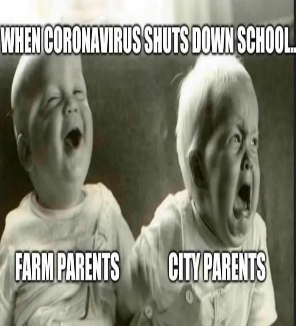 WHEN CORONAVIRUS SHUTS DOWN SCHOOL..
FARM PARENTS
CITY PARENTS